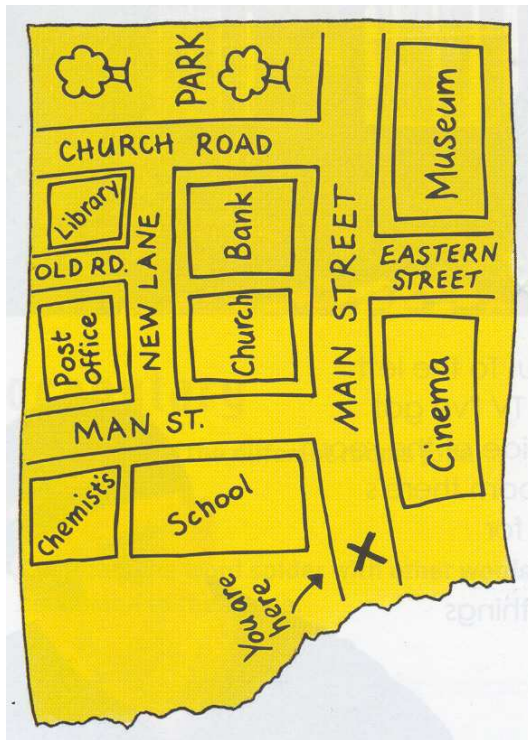 PARK
Museum
CHURCH ROAD
Library
Bank
MAIN STREET
EASTERN
STREET
OLD RD.
NEW LANE
Post
Office
Church
Cinema
MAN ST.
Chemist's
School
You are
here
X